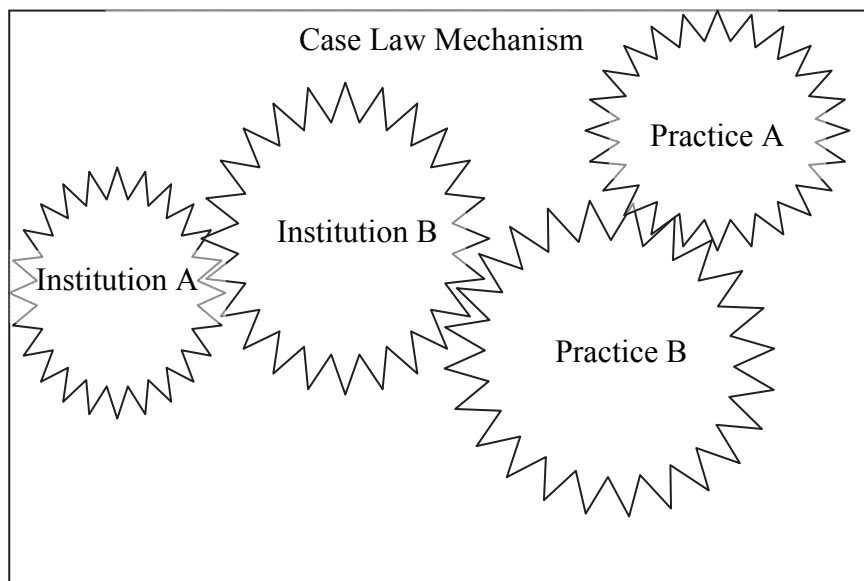 Case Law Mechanism
Practice A
Institution B
Institution A
Practice B